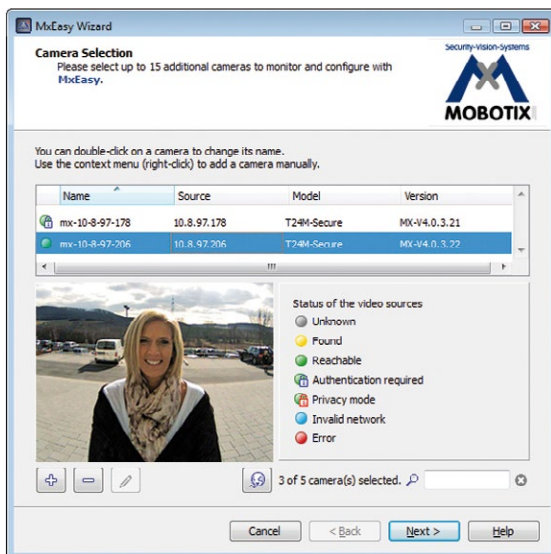 MxEasy Wizard
Camera Selection
Please select up to 15 additional cameras to monitor and configure with
MxEasy.
Security-Vision-Systems
MOBOTIX
You can double-click on a camera to change its name.
Use the context menu (right-click) to add a camera manually.
Name Source Model Version
mx-10-8-97-178 10.8.97.178 T24M-Secure MX-V4.0.3.21
mx-10-8-97-206 10.8.97.206 T24M-Secure MX-V4.0.3.22
Status of the video sources
Unknown
Found
Reachable
Authentication required
Privacy mode
Invalid network
Error
3 of 5 camera(s) selected.
Cancel < Back Next > Help